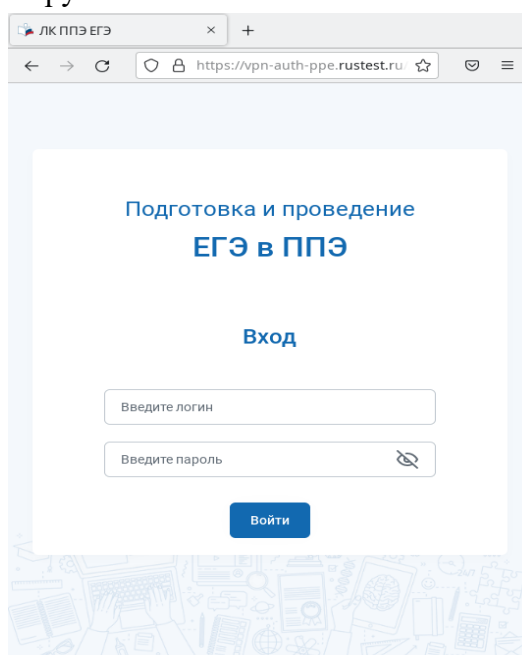 ЛК ППЭ ЕГЭ
https://vpn-auth-ppe.rustest.ru/
Подготовка и проведение
ЕГЭ в ППЭ
Вход
Введите логин
Введите пароль
Войти